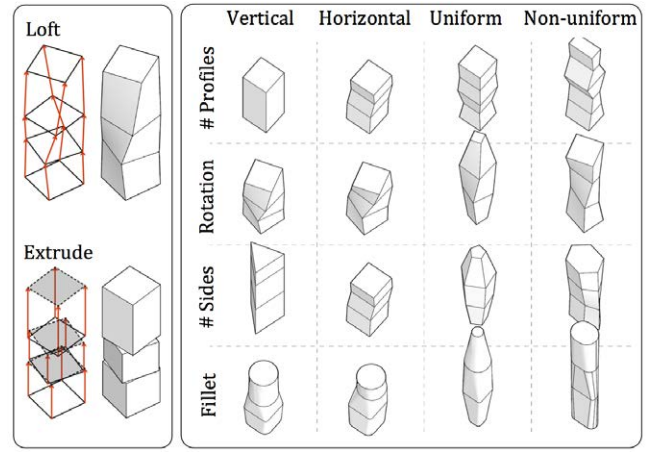 Loft
Extrude
Vertical Horizontal Uniform Non-uniform
# Profiles
Rotation
# Sides
Fillet